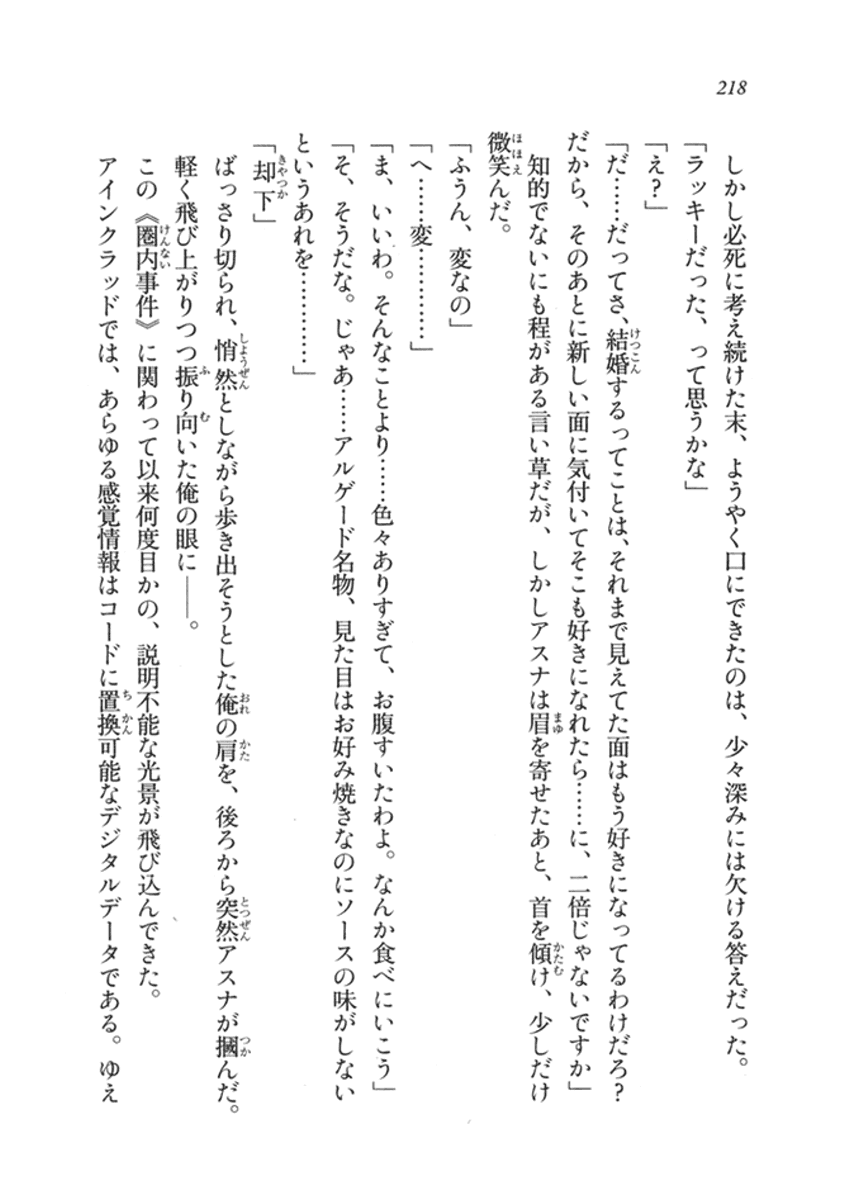 218
しかし必死に考え続けた末、ようやく口にできたのは、少々深みには欠ける答えだった。
「ラッキーだった、って思うかな」
「え?」
「だ……だってさ、結婚するってことは、それまで見えてた面はもう好きになってるわけだろ?
だから、そのあとに新しい面に気付いてそこも好きになれたら……に、二倍じゃないですか」
知的でないにも程がある言い草だが、しかしアスナは眉を寄せたあと、首を傾け、少しだけ
微笑んだ。
「ふうん、変なの」
「へ……変…………」
「ま、いいわ。そんなことより……色々ありすぎて、お腹すいたわよ。なんか食べにいこう」
「そ、そうだな。じゃあ……アルゲード名物、見た目はお好み焼きなのにソースの味がしない
というあれを…………」
「却下」
ばっさり切られ、悄然としながら歩き出そうとした俺の肩を、後ろから突然アスナが摑んだ。
軽く飛び上がりつつ振り向いた俺の眼に――。
この《圏内事件》に関わって以来何度目かの、説明不能な光景が飛び込んできた。
アインクラッドでは、あらゆる感覚情報はコードに置換可能なデジタルデータである。ゆえ